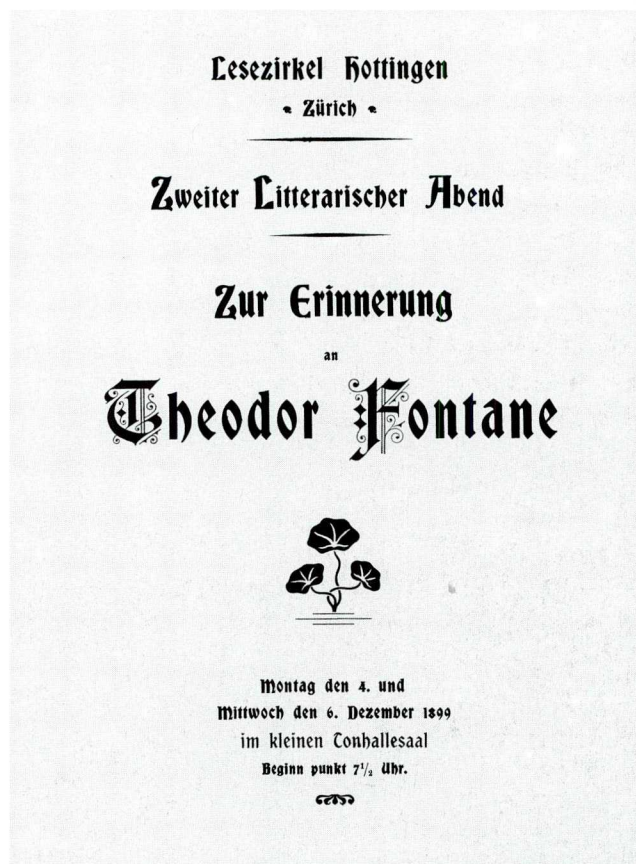 Lesezirkel Hottingen
Zürich
Zweiter Litterarischer Abend
Zur Erinnerung
an
Theodor Fontane
Montag den 4. und
Mittwoch den 6. Dezember 1899
im kleinen Tonhallesaal
Beginn punkt 7½ Uhr.